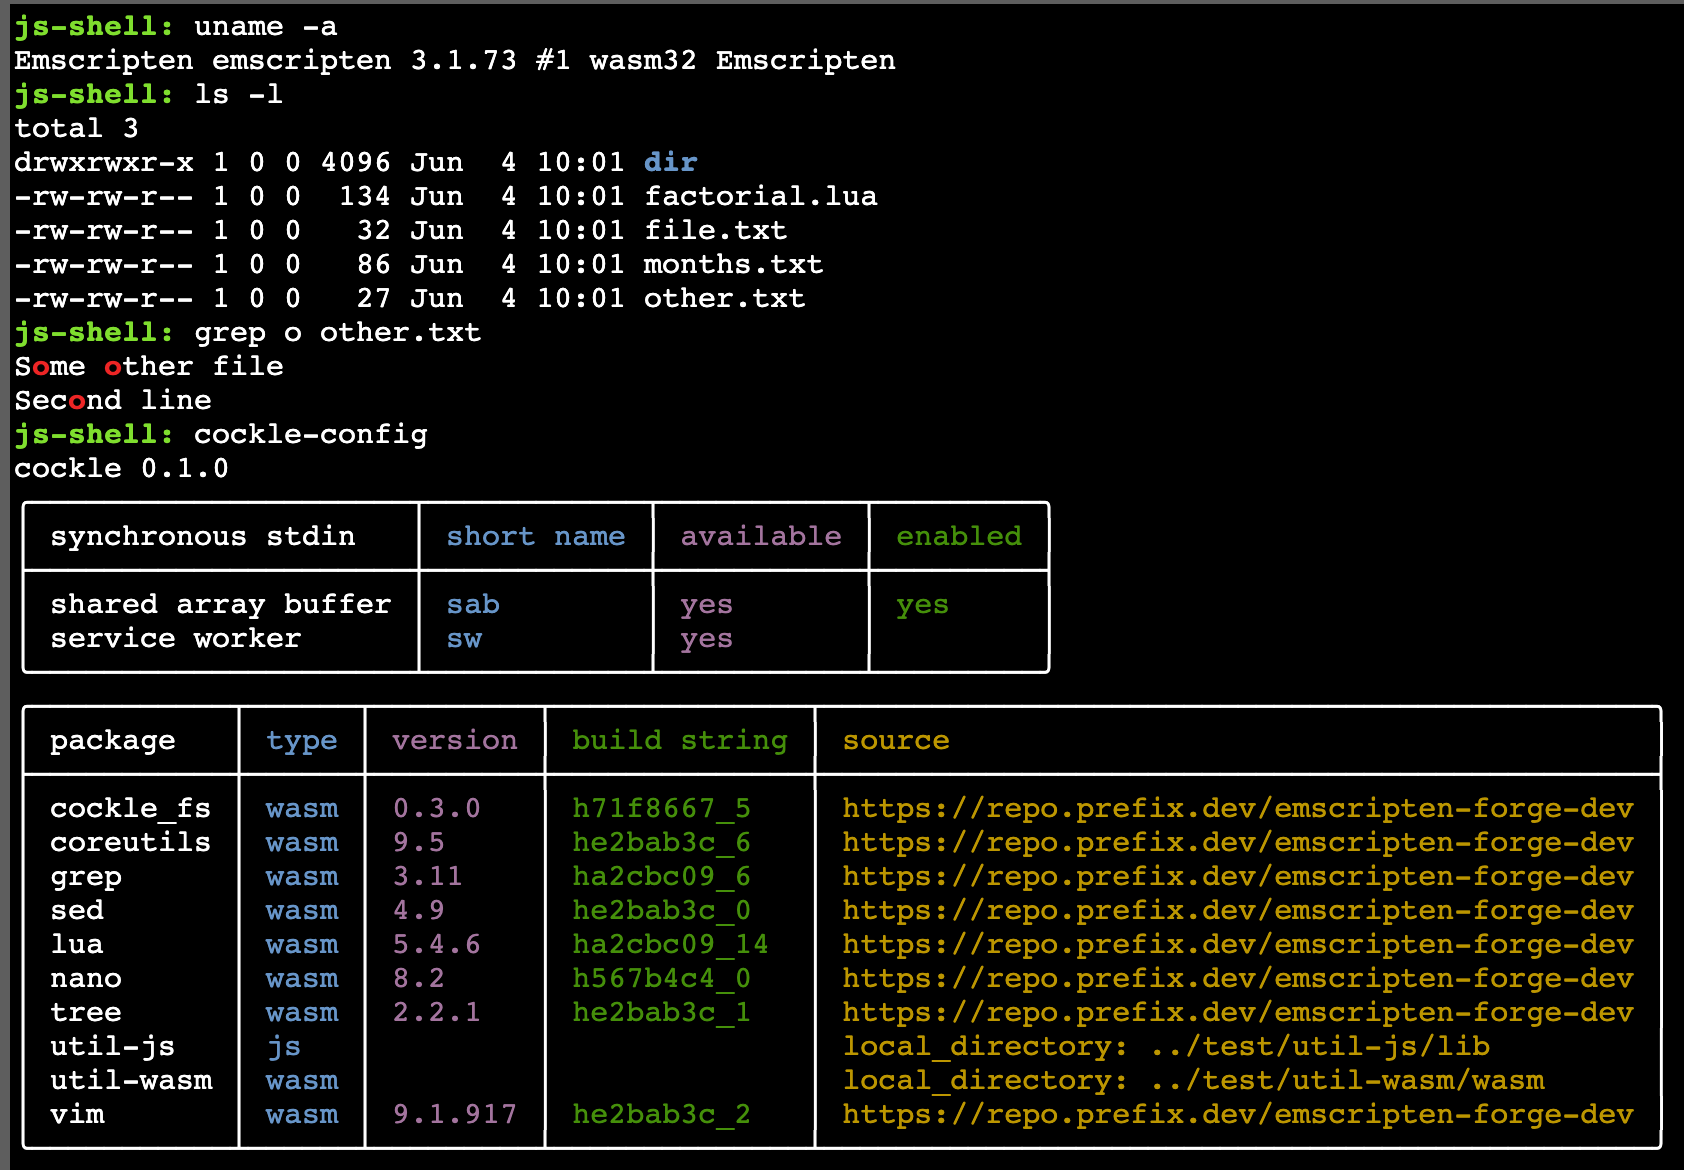 js-shell: uname -a
Emscripten emscripten 3.1.73 #1 wasm32 Emscripten
js-shell: ls -l
total 3
drwxrwxr-x 1 0 0 4096 Jun  4 10:01 dir
-rw-rw-r-- 1 0 0  134 Jun  4 10:01 factorial.lua
-rw-rw-r-- 1 0 0   32 Jun  4 10:01 file.txt
-rw-rw-r-- 1 0 0   86 Jun  4 10:01 months.txt
-rw-rw-r-- 1 0 0   27 Jun  4 10:01 other.txt
js-shell: grep o other.txt
Some other file
Second line
js-shell: cockle-config
cockle 0.1.0
synchronous stdin short name available enabled
shared array buffer sab yes yes
service worker sw yes
package type version build string source
cockle_fs wasm 0.3.0 h71f8667_5 https://repo.prefix.dev/emscripten-forge-dev
coreutils wasm 9.5 he2bab3c_6 https://repo.prefix.dev/emscripten-forge-dev
grep wasm 3.11 ha2cbc09_6 https://repo.prefix.dev/emscripten-forge-dev
sed wasm 4.9 he2bab3c_0 https://repo.prefix.dev/emscripten-forge-dev
lua wasm 5.4.6 ha2cbc09_14 https://repo.prefix.dev/emscripten-forge-dev
nano wasm 8.2 h567b4c4_0 https://repo.prefix.dev/emscripten-forge-dev
tree wasm 2.2.1 he2bab3c_1 https://repo.prefix.dev/emscripten-forge-dev
util-js js local_directory: ../test/util-js/lib
util-wasm wasm local_directory: ../test/util-wasm/wasm
vim wasm 9.1.917 he2bab3c_2 https://repo.prefix.dev/emscripten-forge-dev